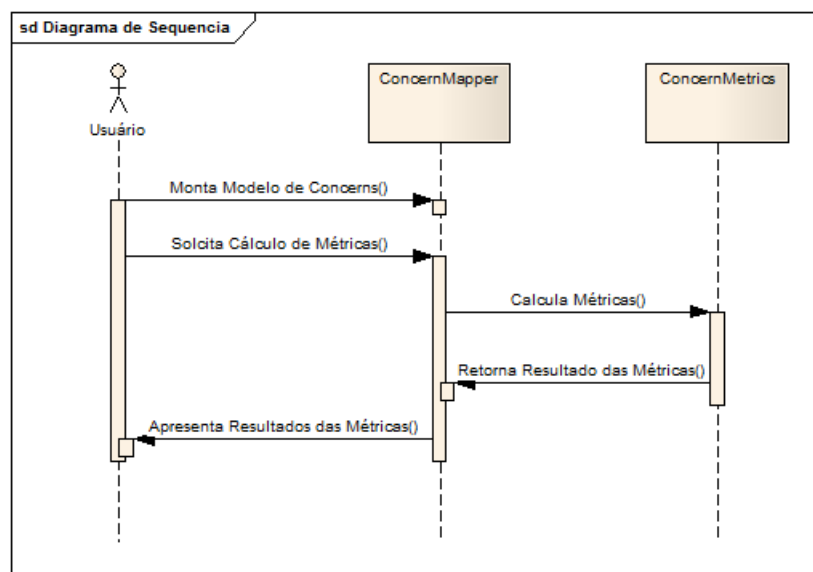 sd Diagrama de Sequencia
Usuário
ConcernMapper
ConcernMetrics
Monta Modelo de Concerns()
Solcita Cálculo de Métricas()
Calcula Métricas()
Retorna Resultado das Métricas()
Apresenta Resultados das Métricas()